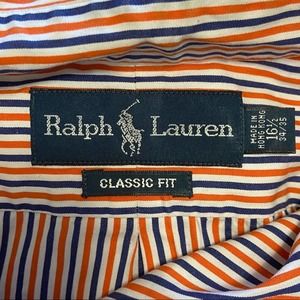 Ralph Lauren
CLASSIC FIT
MADE IN
HONG KONG
16½
34/35